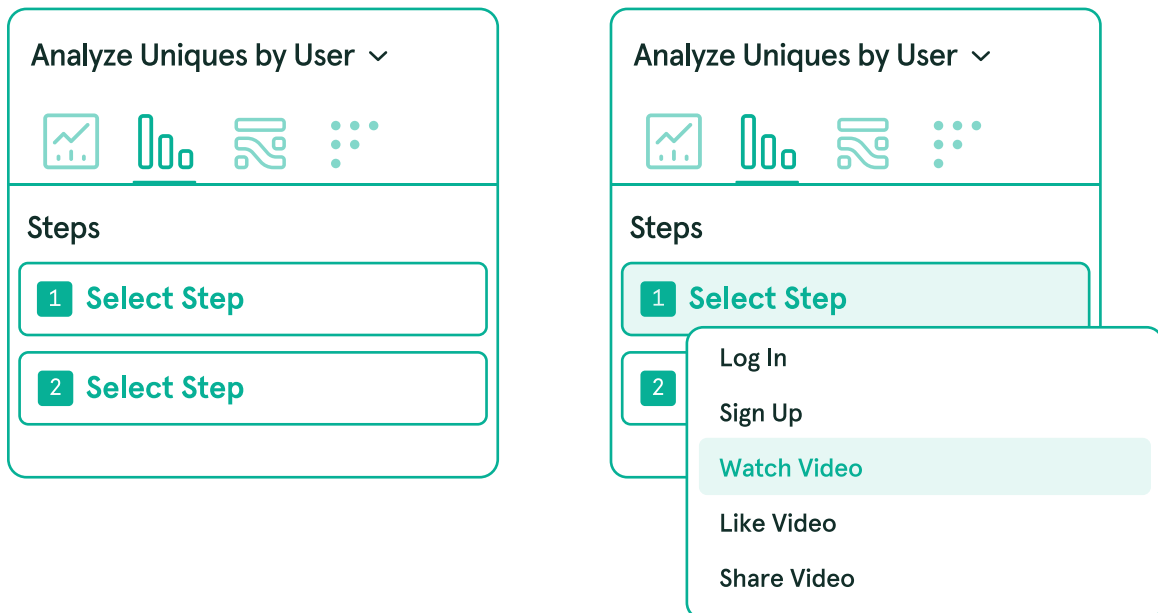 Analyze Uniques by User
Steps
1 Select Step
2 Select Step
Analyze Uniques by User
Steps
1 Select Step
2
Log In
Sign Up
Watch Video
Like Video
Share Video